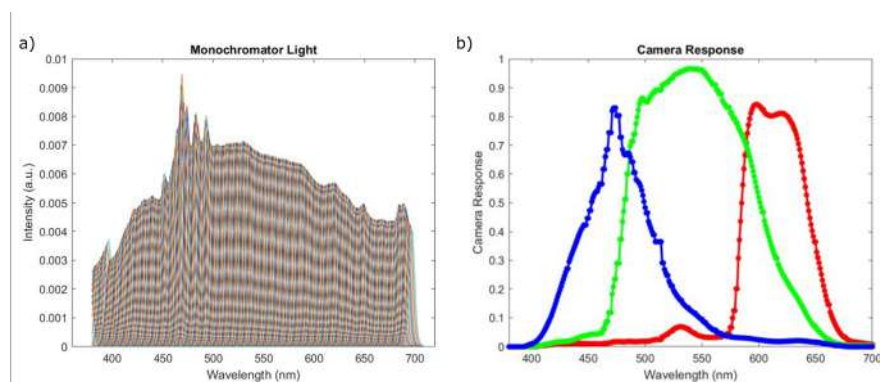 a)
Monochromator Light
0.01
0.009
0.008
0.007
0.006
0.005
0.004
0.003
0.002
0.001
0
Intensity (a.u.)
400 450 500 550 600 650 700
Wavelength (nm)
b)
Camera Response
1
0.9
0.8
0.7
0.6
0.5
0.4
0.3
0.2
0.1
0
Camera Response
400 450 500 550 600 650 700
Wavelength (nm)